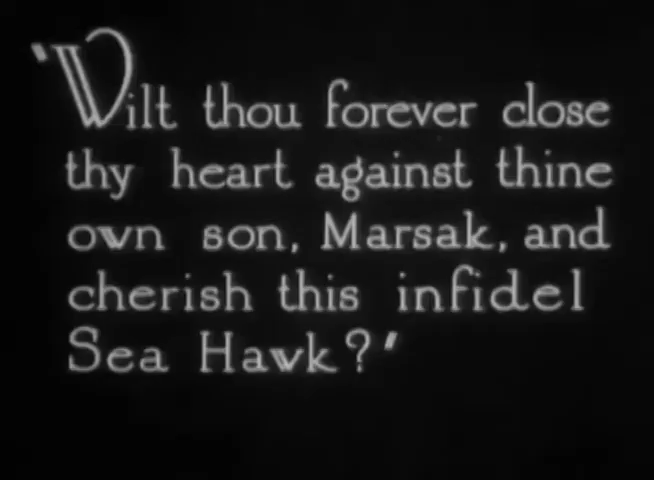 "Wilt thou forever close
thy heart against thine
own son, Marsak, and
cherish this infidel
Sea Hawk?"